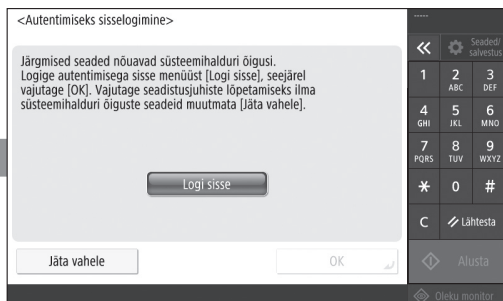 <Autentimiseks sisselogimine>
Järgmised seaded nõuavad süsteemihalduri õigusi.
Logige autentimisega sisse menüüst [Logi sisse], seejärel
vajutage [OK]. Vajutage seadistusjuhiste lõpetamiseks ilma
süsteemihalduri õiguste seadeid muutmata [Jäta vahele].
Logi sisse
Jäta vahele
OK
-----
Seaded/
salvestus
1
2
ABC
3
DEF
4
GHI
5
JKL
6
MNO
7
PQRS
8
TUV
9
WXYZ
*
0
#
C
Lähtesta
Alusta
Oleku monitor